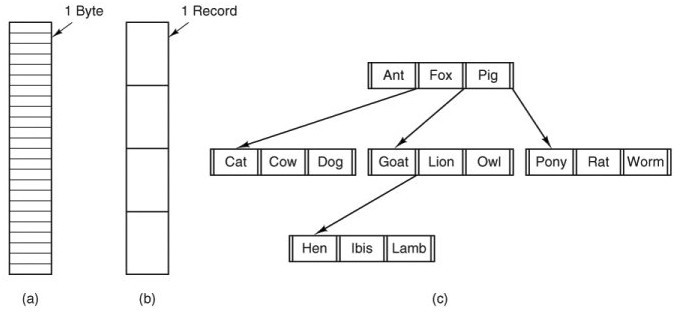 1 Byte
1 Record
Ant Fox Pig
Cat Cow Dog
Goat Lion Owl
Pony Rat Worm
Hen Ibis Lamb
(a)
(b)
(c)